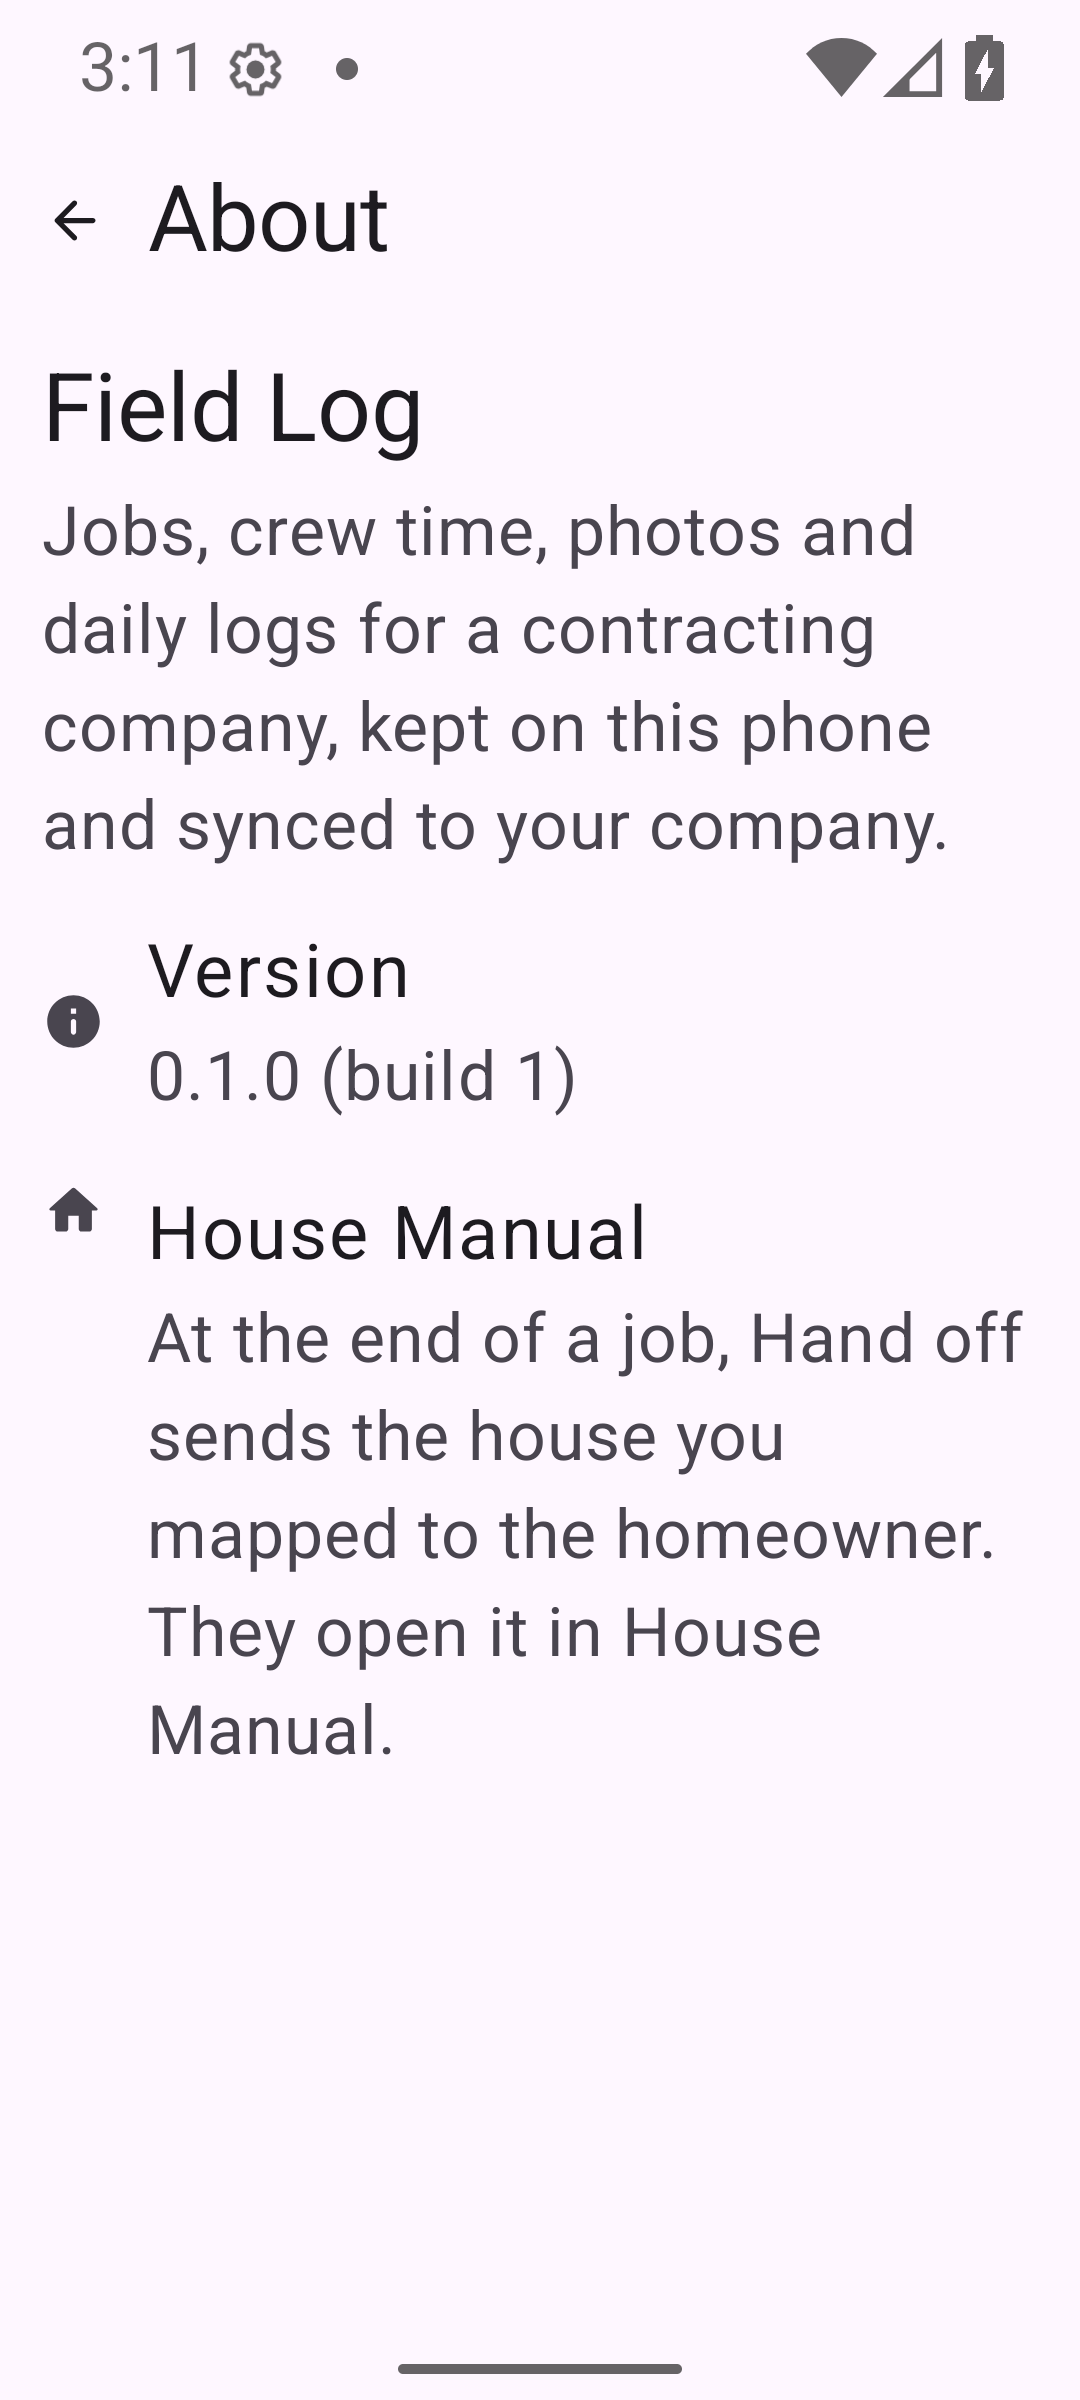 3:11
About
Field Log
Jobs, crew time, photos and
daily logs for a contracting
company, kept on this phone
and synced to your company.
Version
0.1.0 (build 1)
House Manual
At the end of a job, Hand off
sends the house you
mapped to the homeowner.
They open it in House
Manual.